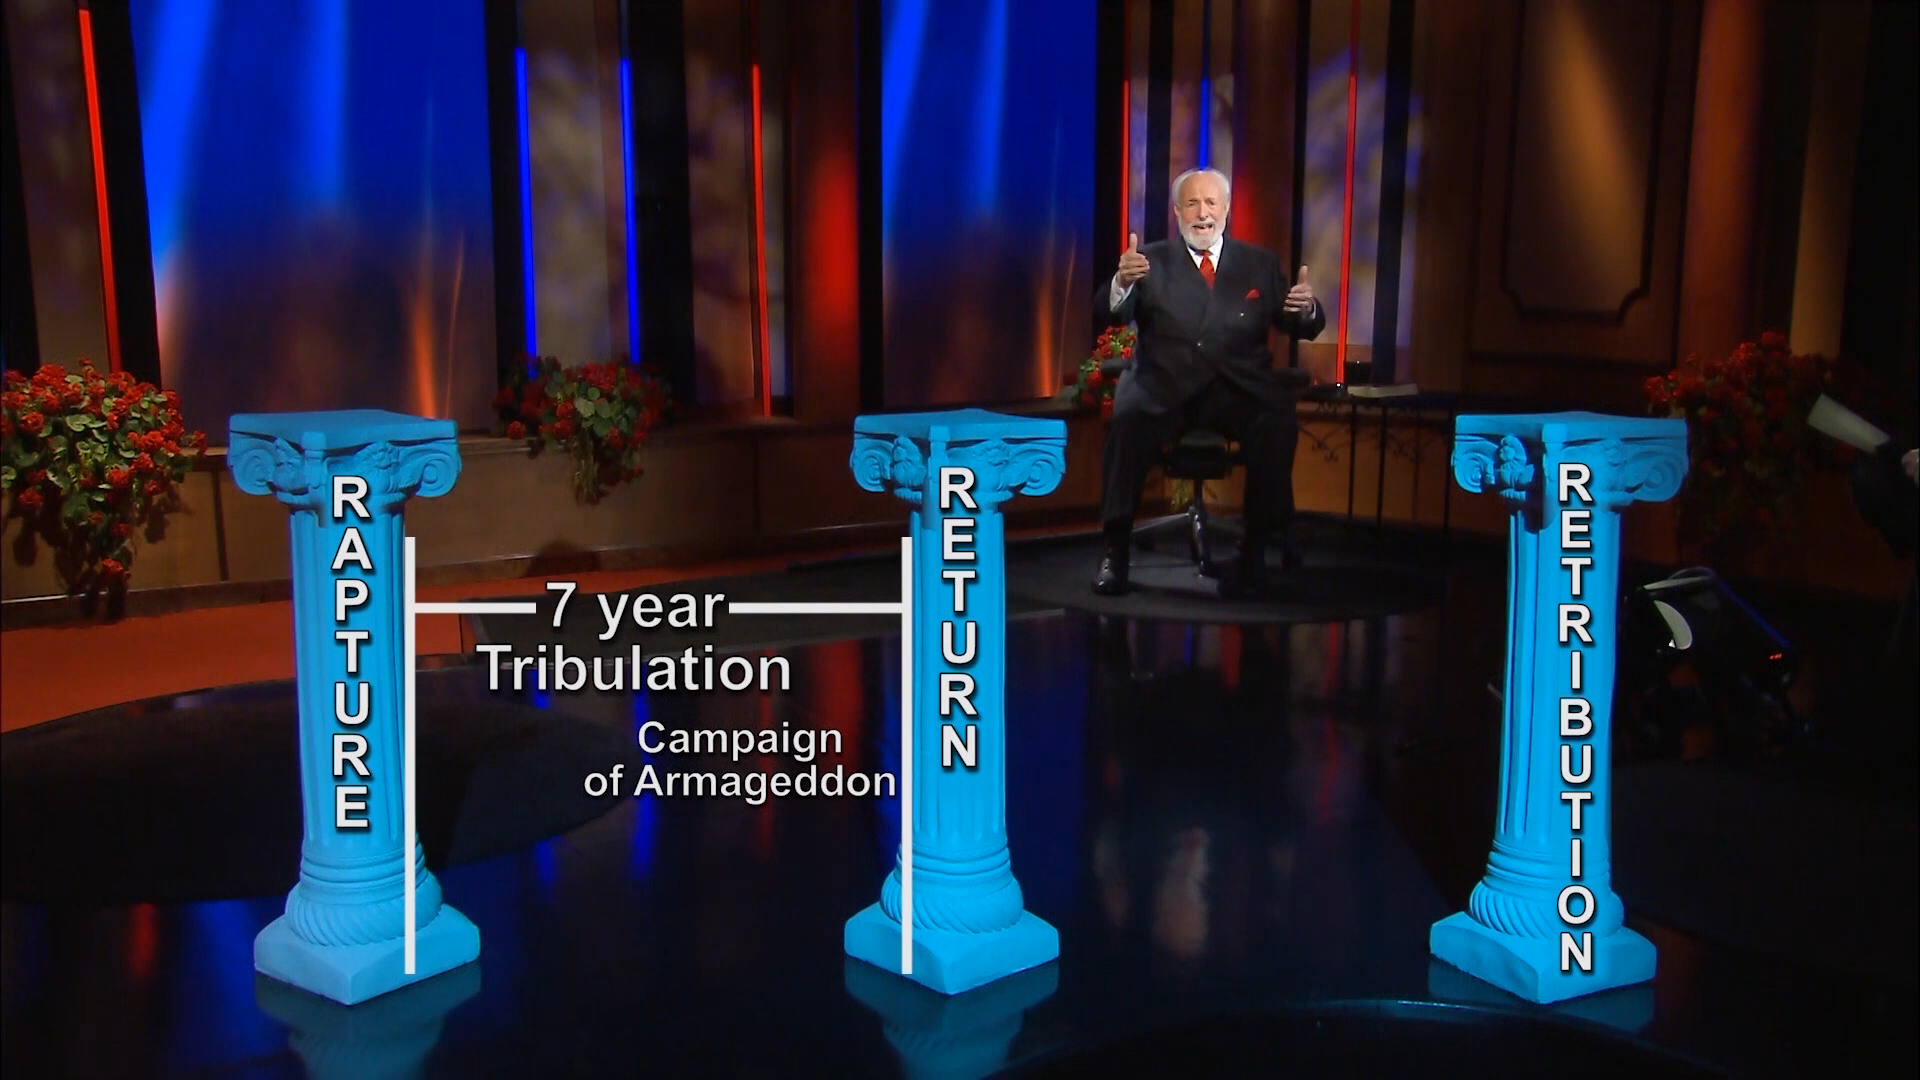 RAPTURE
7 year
Tribulation
Campaign
of Armageddon
RETURN
RETRIBUTION